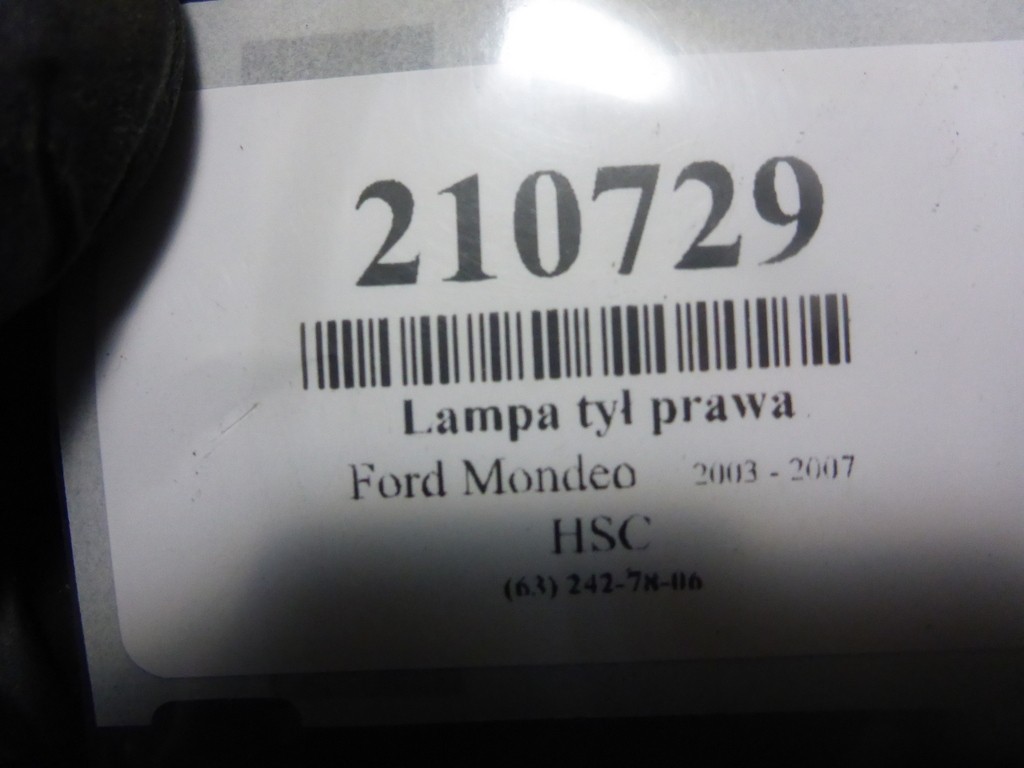 210729
Lampa tył prawa
Ford Mondeo 2003 - 2007
HSC
(63) 242-78-06